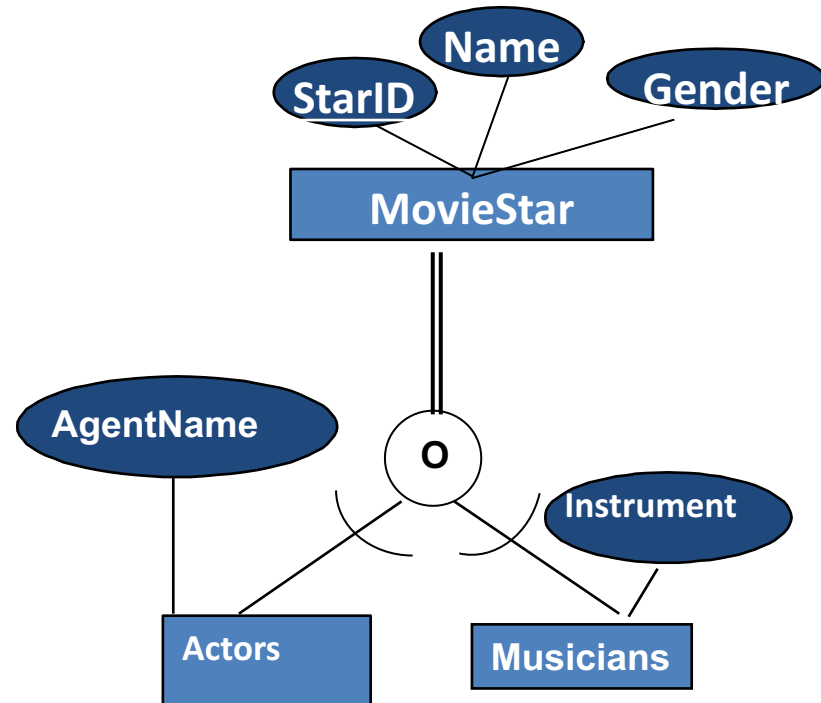 Name
StarID
Gender
MovieStar
AgentName
O
Instrument
Actors
Musicians